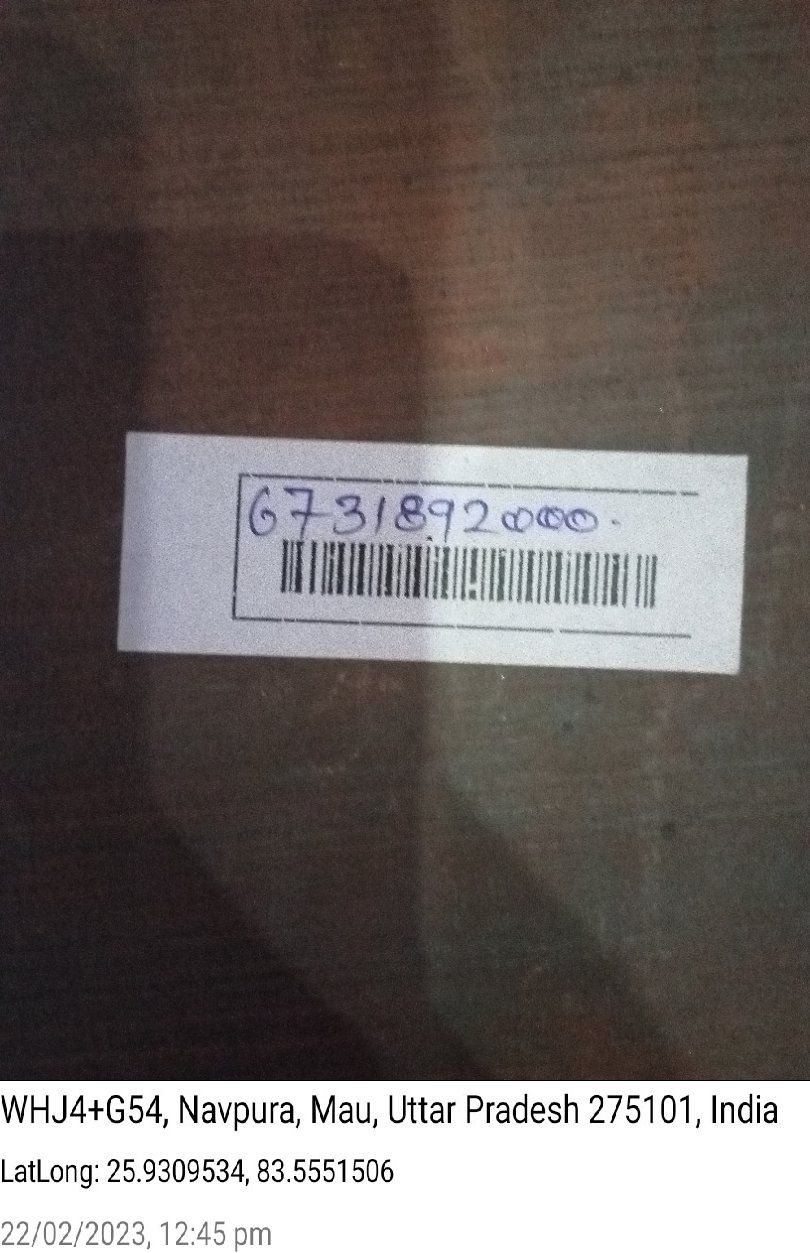 6731892000.
WHJ4+G54, Navpura, Mau, Uttar Pradesh 275101, India
LatLong: 25.9309534, 83.5551506
22/02/2023, 12:45 pm